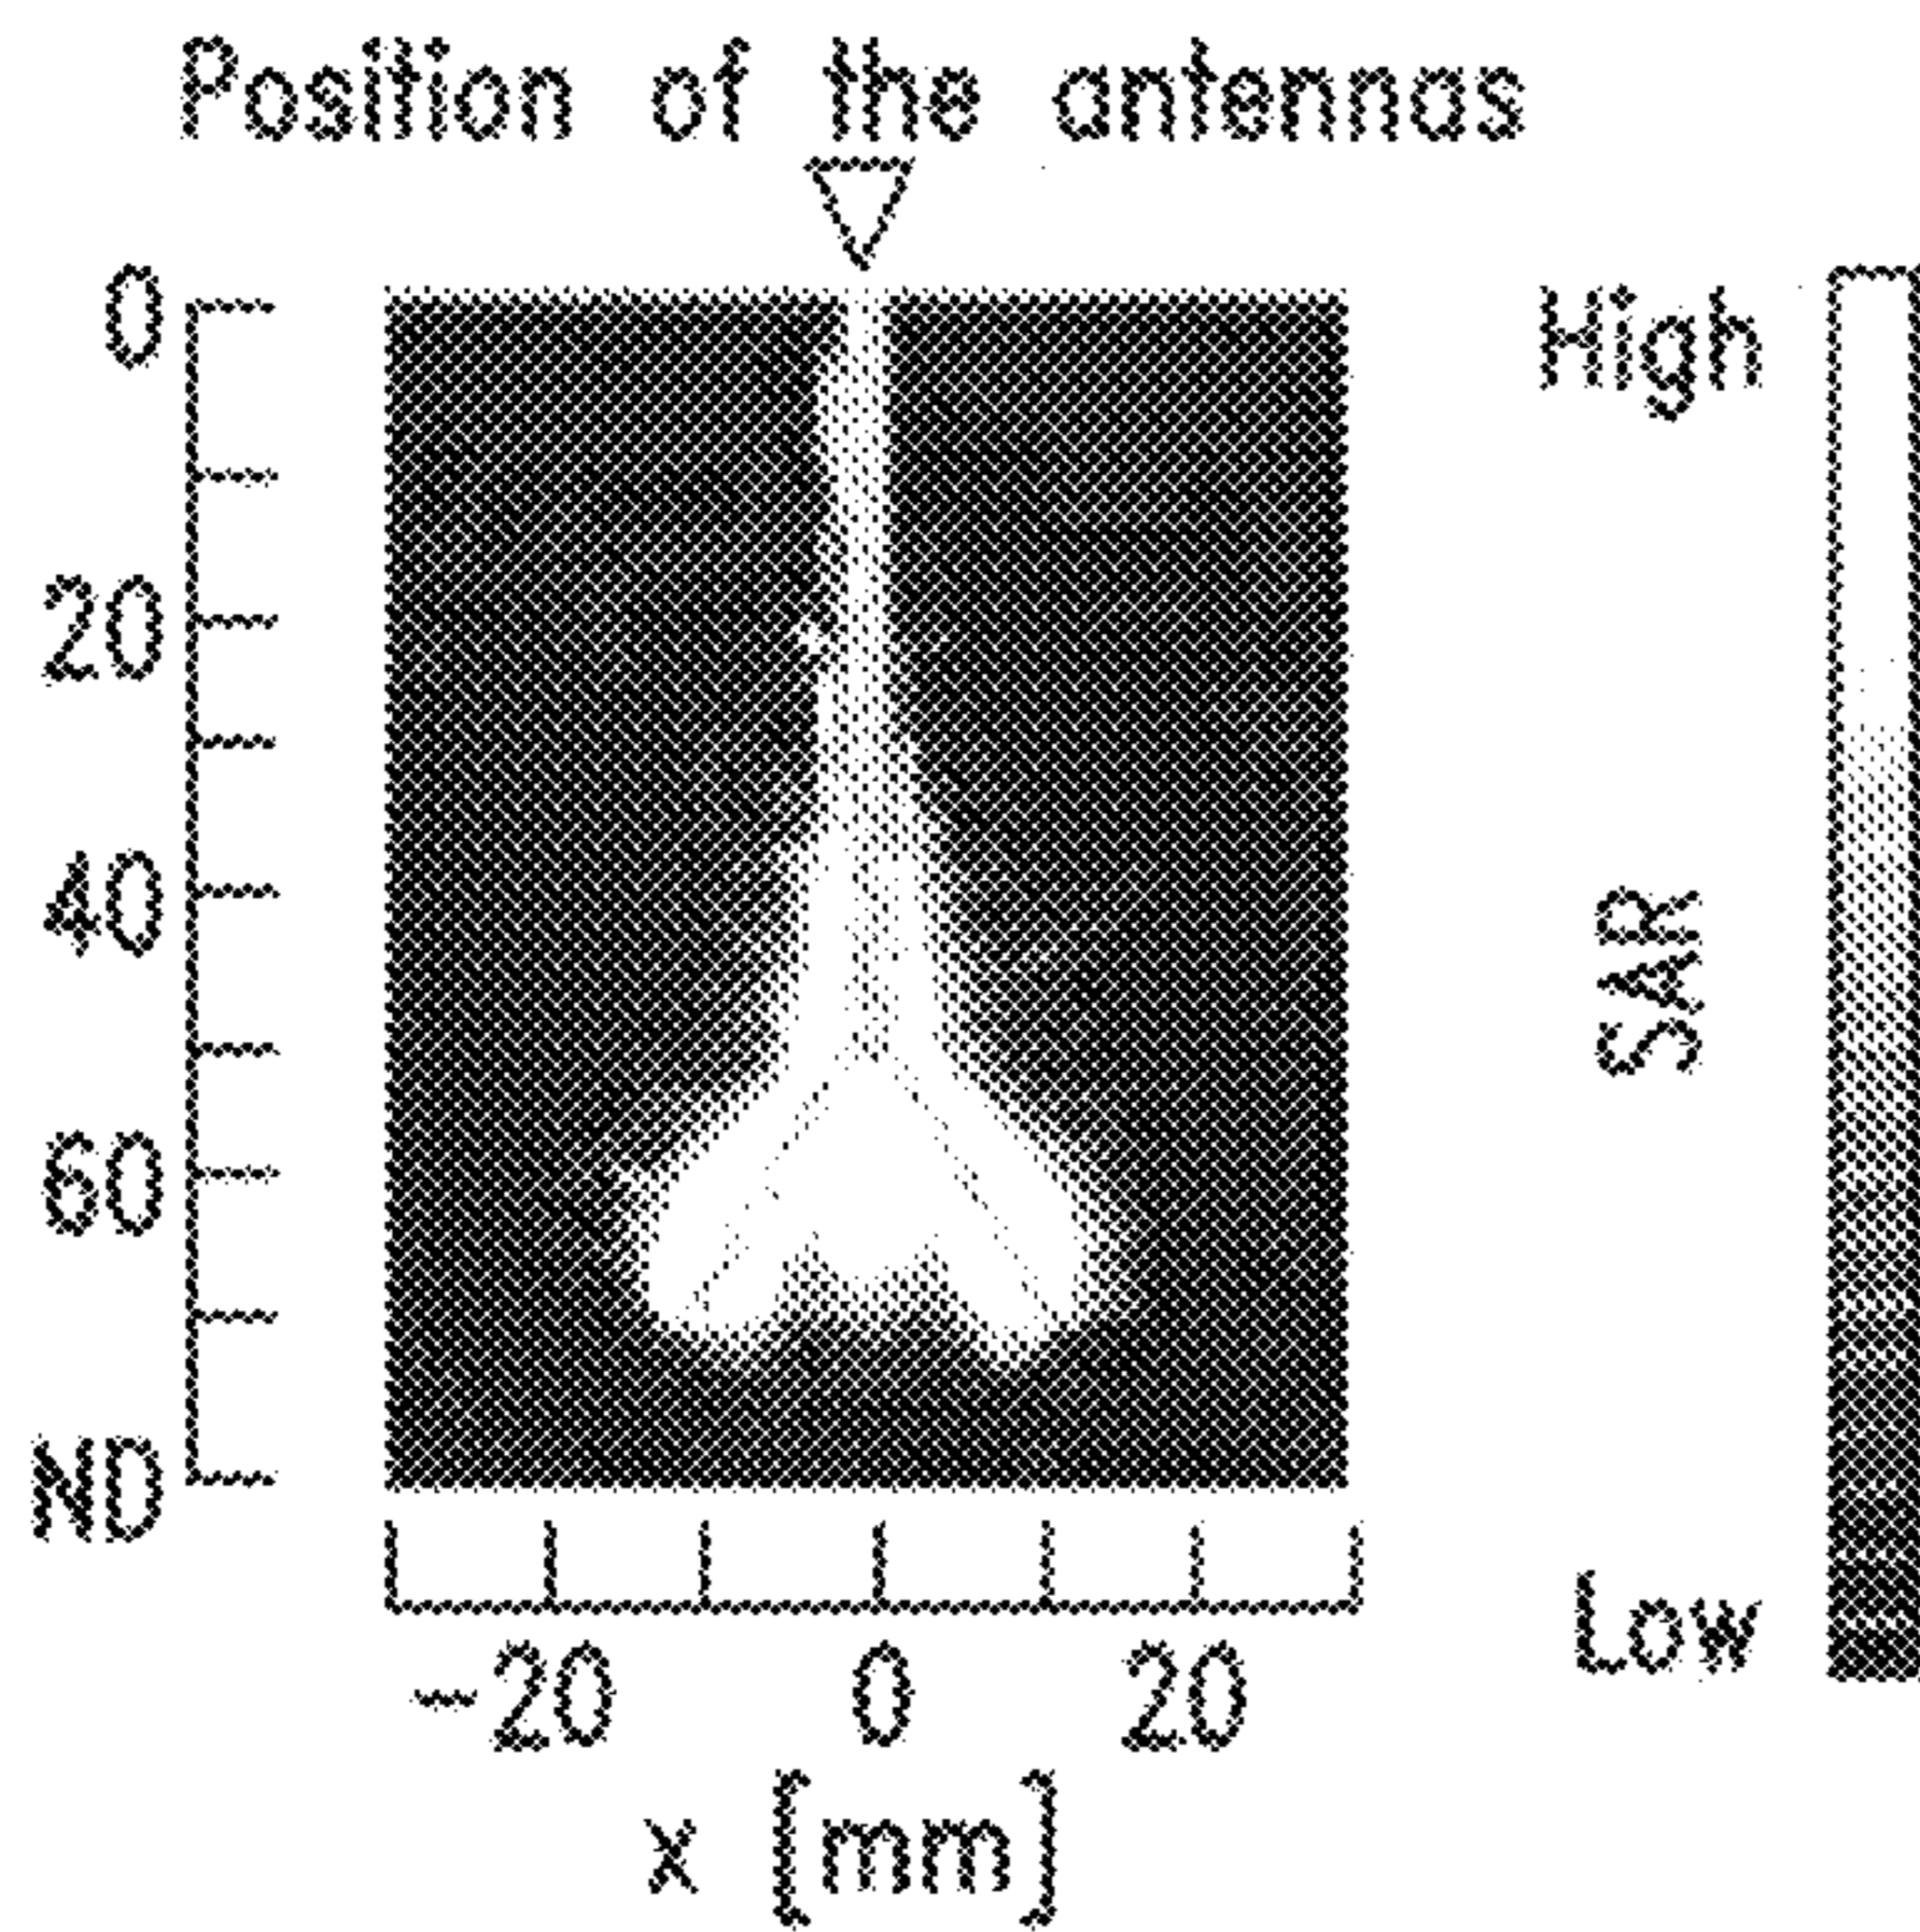 Position of the antennas
0
20
40
60
ND
-20 0 20
x [mm]
High
SAR
Low